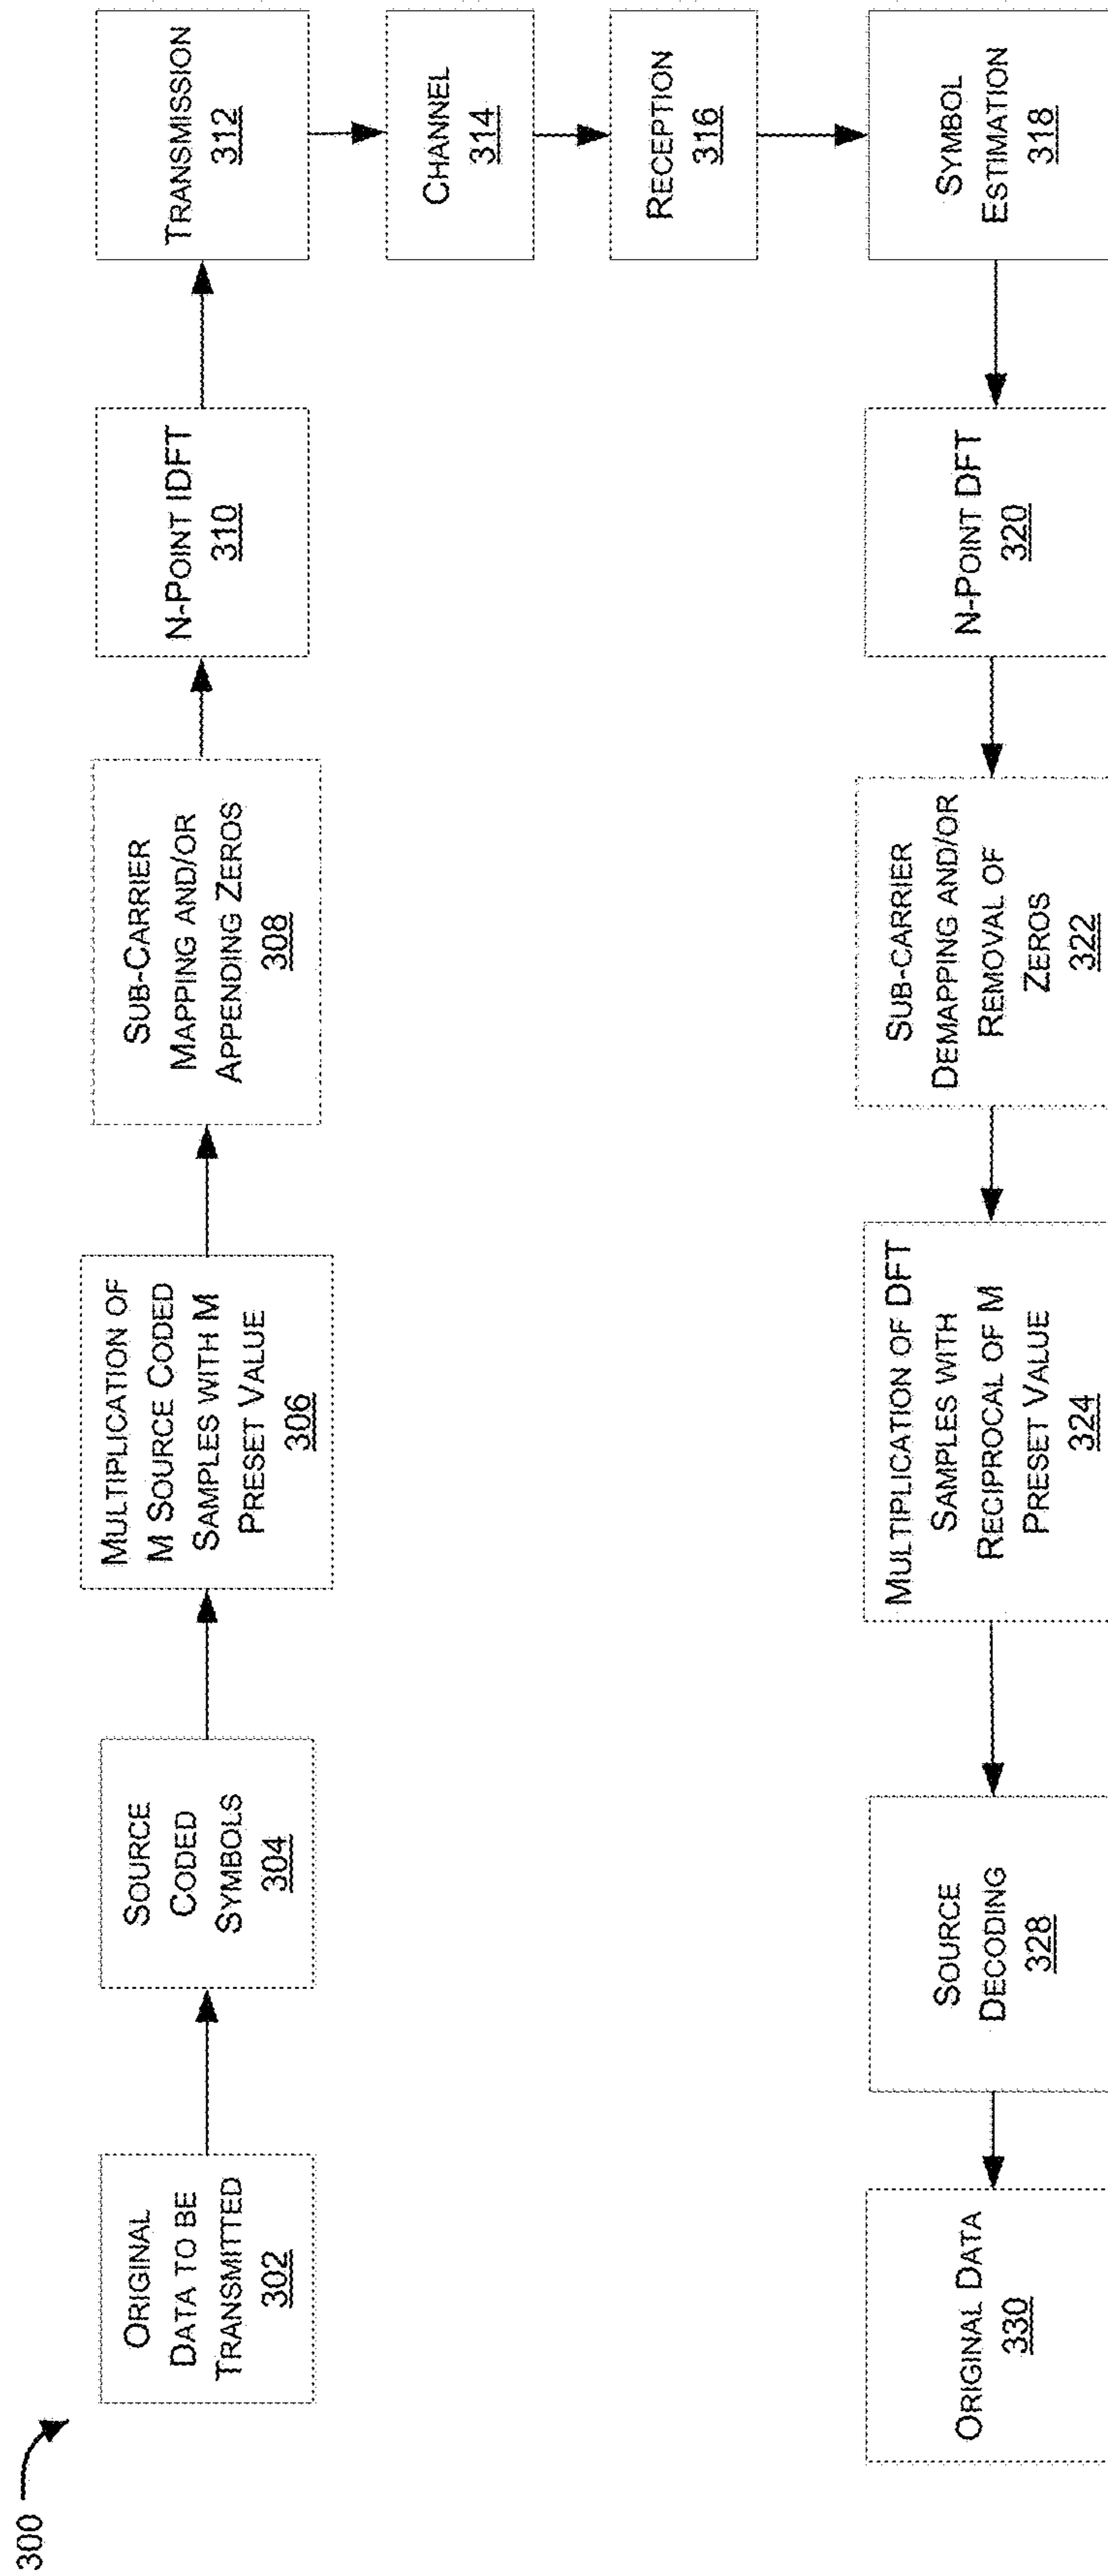 300
ORIGINAL
DATA TO BE
TRANSMITTED
302
SOURCE
CODED
SYMBOLS
304
MULTIPLICATION OF
M SOURCE CODED
SAMPLES WITH M
PRESET VALUE
306
SUB-CARRIER
MAPPING AND/OR
APPENDING ZEROS
308
N-POINT IDFT
310
TRANSMISSION
312
CHANNEL
314
RECEPTION
316
SYMBOL
ESTIMATION
318
N-POINT DFT
320
SUB-CARRIER
DEMAPPING AND/OR
REMOVAL OF
ZEROS
322
MULTIPLICATION OF DFT
SAMPLES WITH
RECIPROCAL OF M
PRESET VALUE
324
SOURCE
DECODING
328
ORIGINAL DATA
330